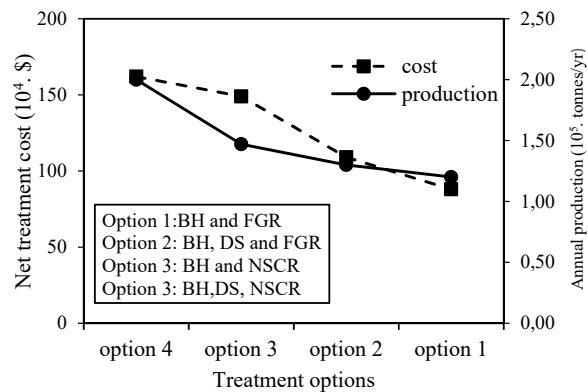 Net treatment cost (10⁴. $)
200
150
100
50
0
cost
production
Option 1:BH and FGR
Option 2: BH, DS and FGR
Option 3: BH and NSCR
Option 3: BH,DS, NSCR
2,50
2,00
1,50
1,00
0,50
0,00
Annual production (10⁵. tonnes/yr)
option 4 option 3 option 2 option 1
Treatment options